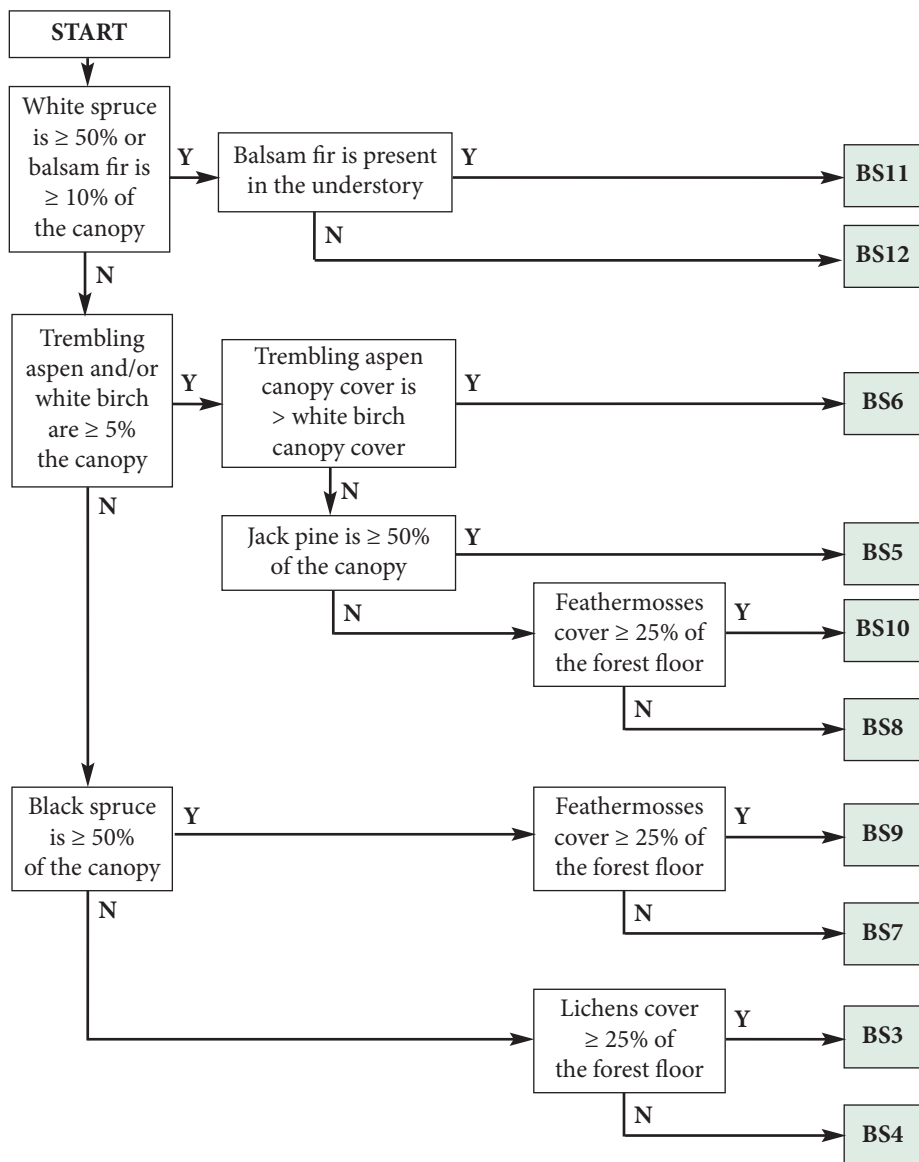 START
White spruce
is ≥ 50% or
balsam fir is
≥ 10% of
the canopy
Y
Balsam fir is present
in the understory
Y
BS11
N
BS12
N
Trembling
aspen and/or
white birch
are ≥ 5%
the canopy
Y
Trembling aspen
canopy cover is
> white birch
canopy cover
Y
BS6
N
N
Jack pine is ≥ 50%
of the canopy
Y
BS5
N
Feathermosses
cover ≥ 25% of
the forest floor
Y
BS10
N
BS8
Black spruce
is ≥ 50%
of the canopy
Y
Feathermosses
cover ≥ 25% of
the forest floor
Y
BS9
N
BS7
N
Lichens cover
≥ 25% of
the forest floor
Y
BS3
N
BS4